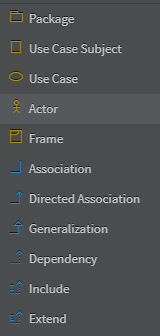 Package
Use Case Subject
Use Case
Actor
Frame
Association
Directed Association
Generalization
Dependency
Include
Extend